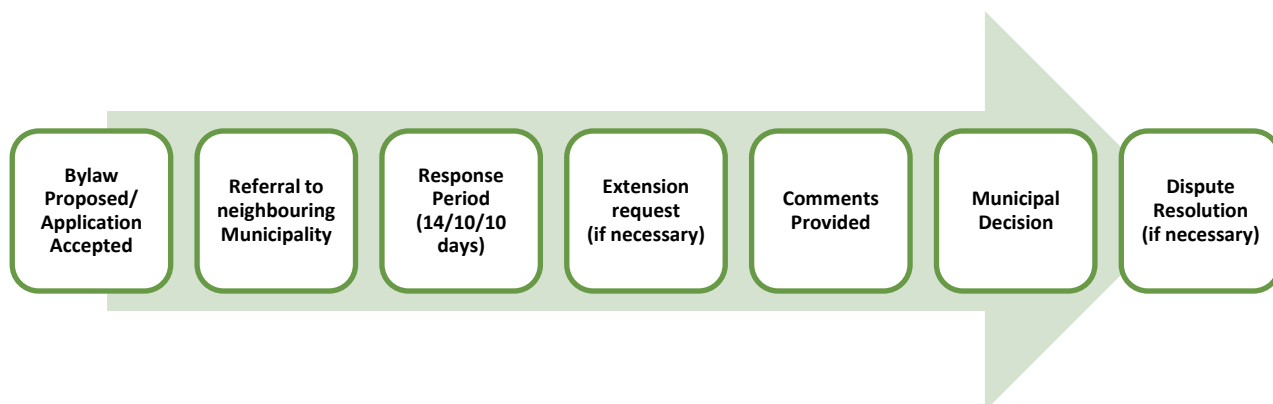 Bylaw
Proposed/
Application
Accepted
Referral to
neighbouring
Municipality
Response
Period
(14/10/10
days)
Extension
request
(if necessary)
Comments
Provided
Municipal
Decision
Dispute
Resolution
(if necessary)